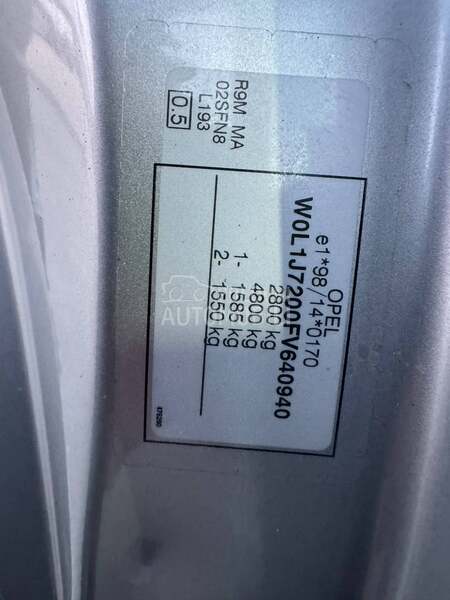 OPEL
e1*98/14*0170
W0L1J7200FV640940
2800 kg
4800 kg
1- 1585 kg
2- 1550 kg
R9M MA
02SFN8
L193
0.5